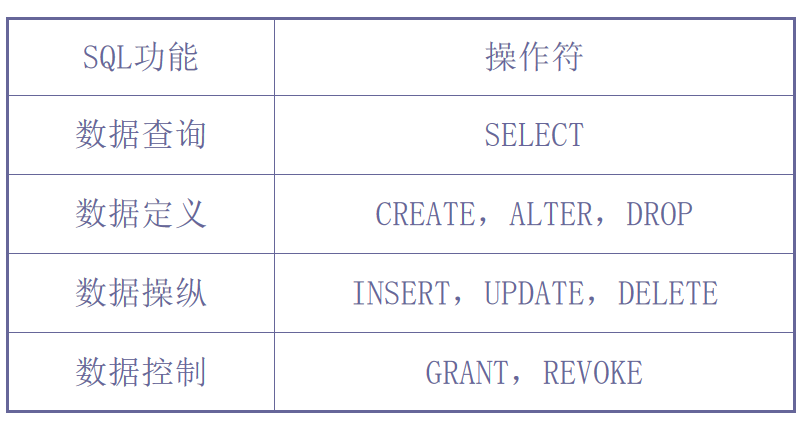 SQL功能 操作符
数据查询 SELECT
数据定义 CREATE，ALTER，DROP
数据操纵 INSERT，UPDATE，DELETE
数据控制 GRANT，REVOKE